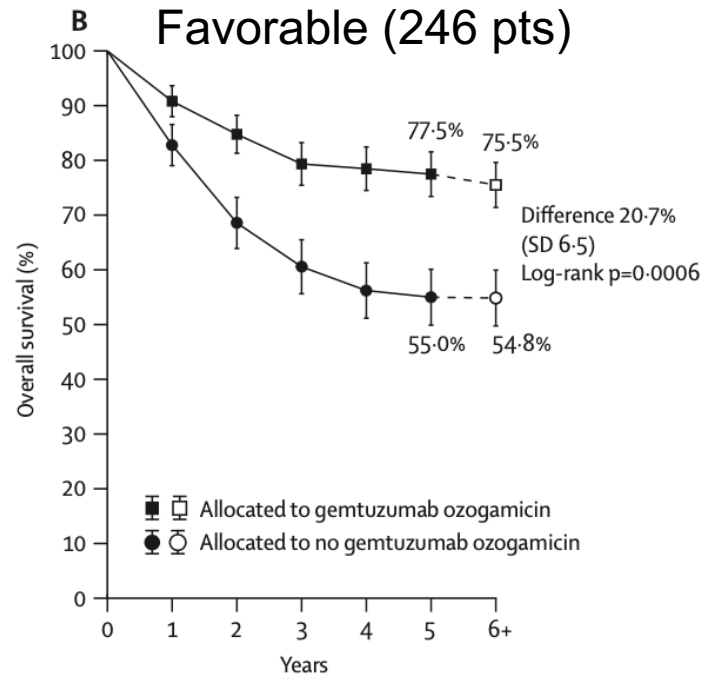 B
Favorable (246 pts)
100
90
80
70
60
50
40
30
20
10
0
Overall survival (%)
77·5%
75·5%
Difference 20·7%
(SD 6·5)
Log-rank p=0·0006
55·0%
54·8%
Allocated to gemtuzumab ozogamicin
Allocated to no gemtuzumab ozogamicin
0 1 2 3 4 5 6+
Years